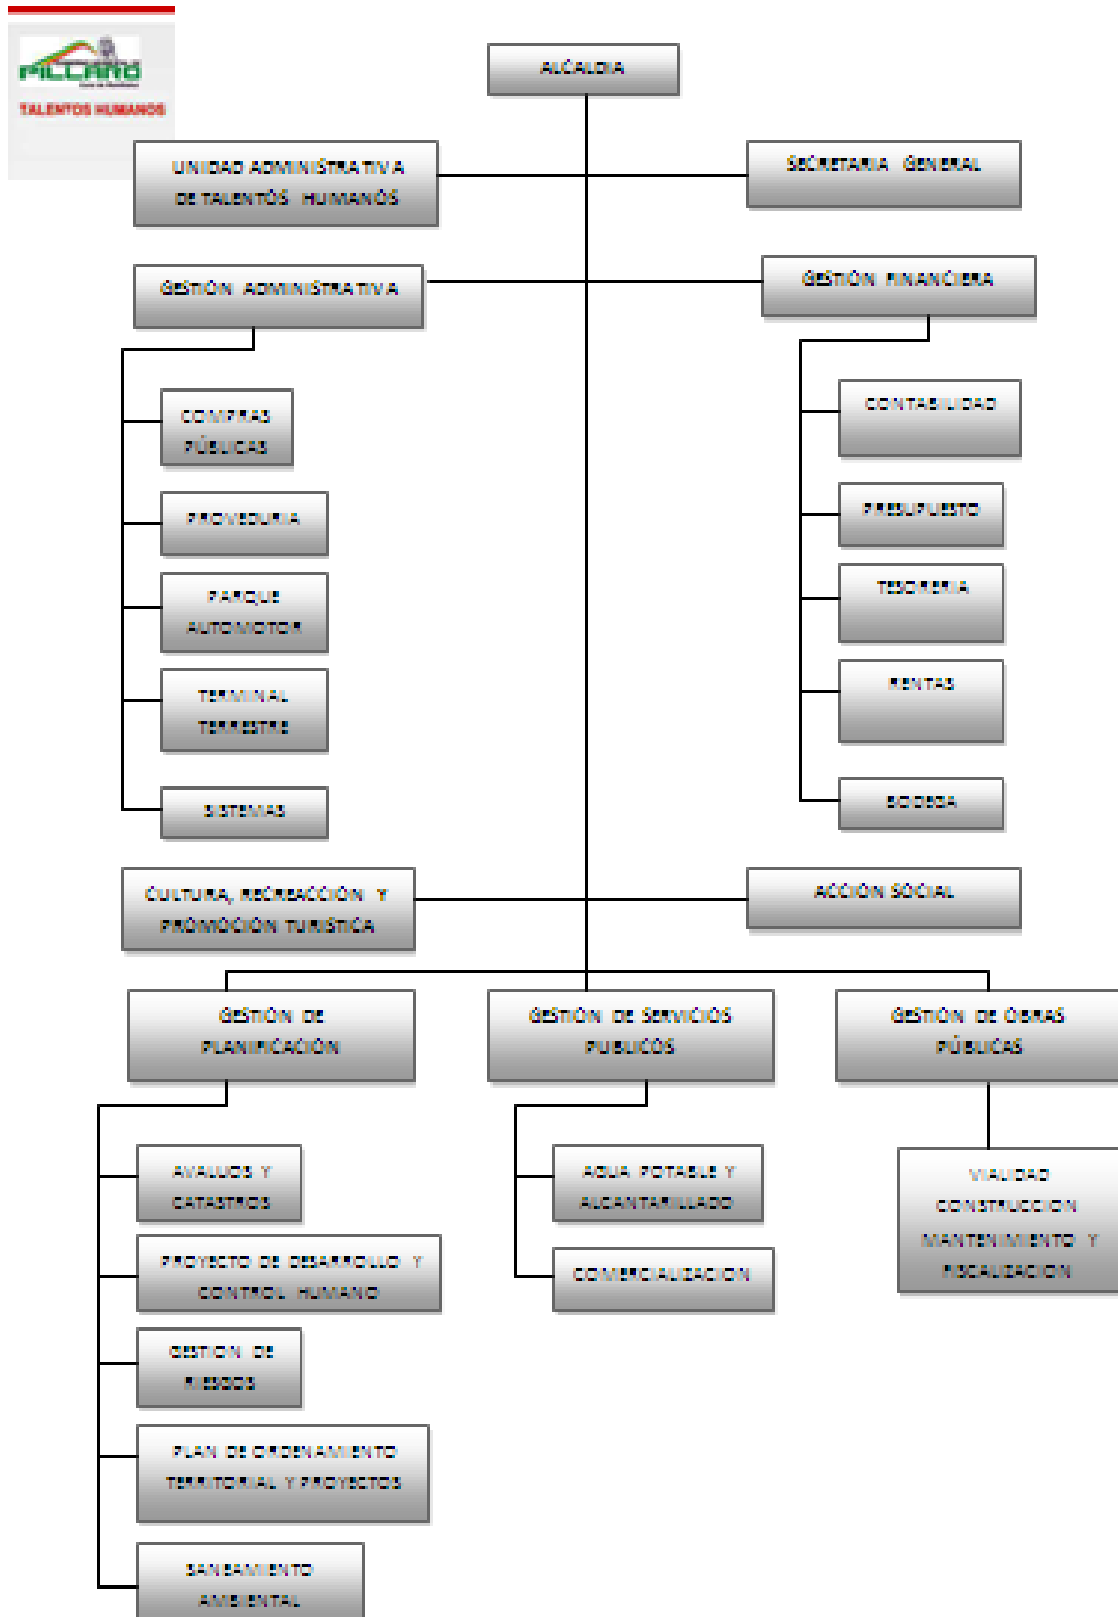 PILLARO
TALENTOS HUMANOS
ALCALDIA
UNIDAD ADMINISTRATIVA
DE TALENTOS HUMANOS
SECRETARIA GENERAL
GESTIÓN ADMINISTRATIVA
GESTIÓN FINANCIERA
COMPRAS
PÚBLICAS
PROVEDURIA
PARQUE
AUTOMOTOR
TERMINAL
TERRESTRE
SISTEMAS
CONTABILIDAD
PRESUPUESTO
TESORERIA
RENTAS
BODEGA
CULTURA, RECREACCIÓN Y
PROMOCIÓN TURÍSTICA
ACCIÓN SOCIAL
GESTIÓN DE
PLANIFICACIÓN
GESTIÓN DE SERVICIOS
PUBLICOS
GESTIÓN DE OBRAS
PÚBLICAS
AVALUOS Y
CATASTROS
PROYECTO DE DESARROLLO Y
CONTROL HUMANO
GESTION DE
RIESGOS
PLAN DE ORDENAMIENTO
TERRITORIAL Y PROYECTOS
SANEAMIENTO
AMBIENTAL
AGUA POTABLE Y
ALCANTARILLADO
COMERCIALIZACION
VIALIDAD
CONSTRUCCION
MANTENIMIENTO Y
FISCALIZACION